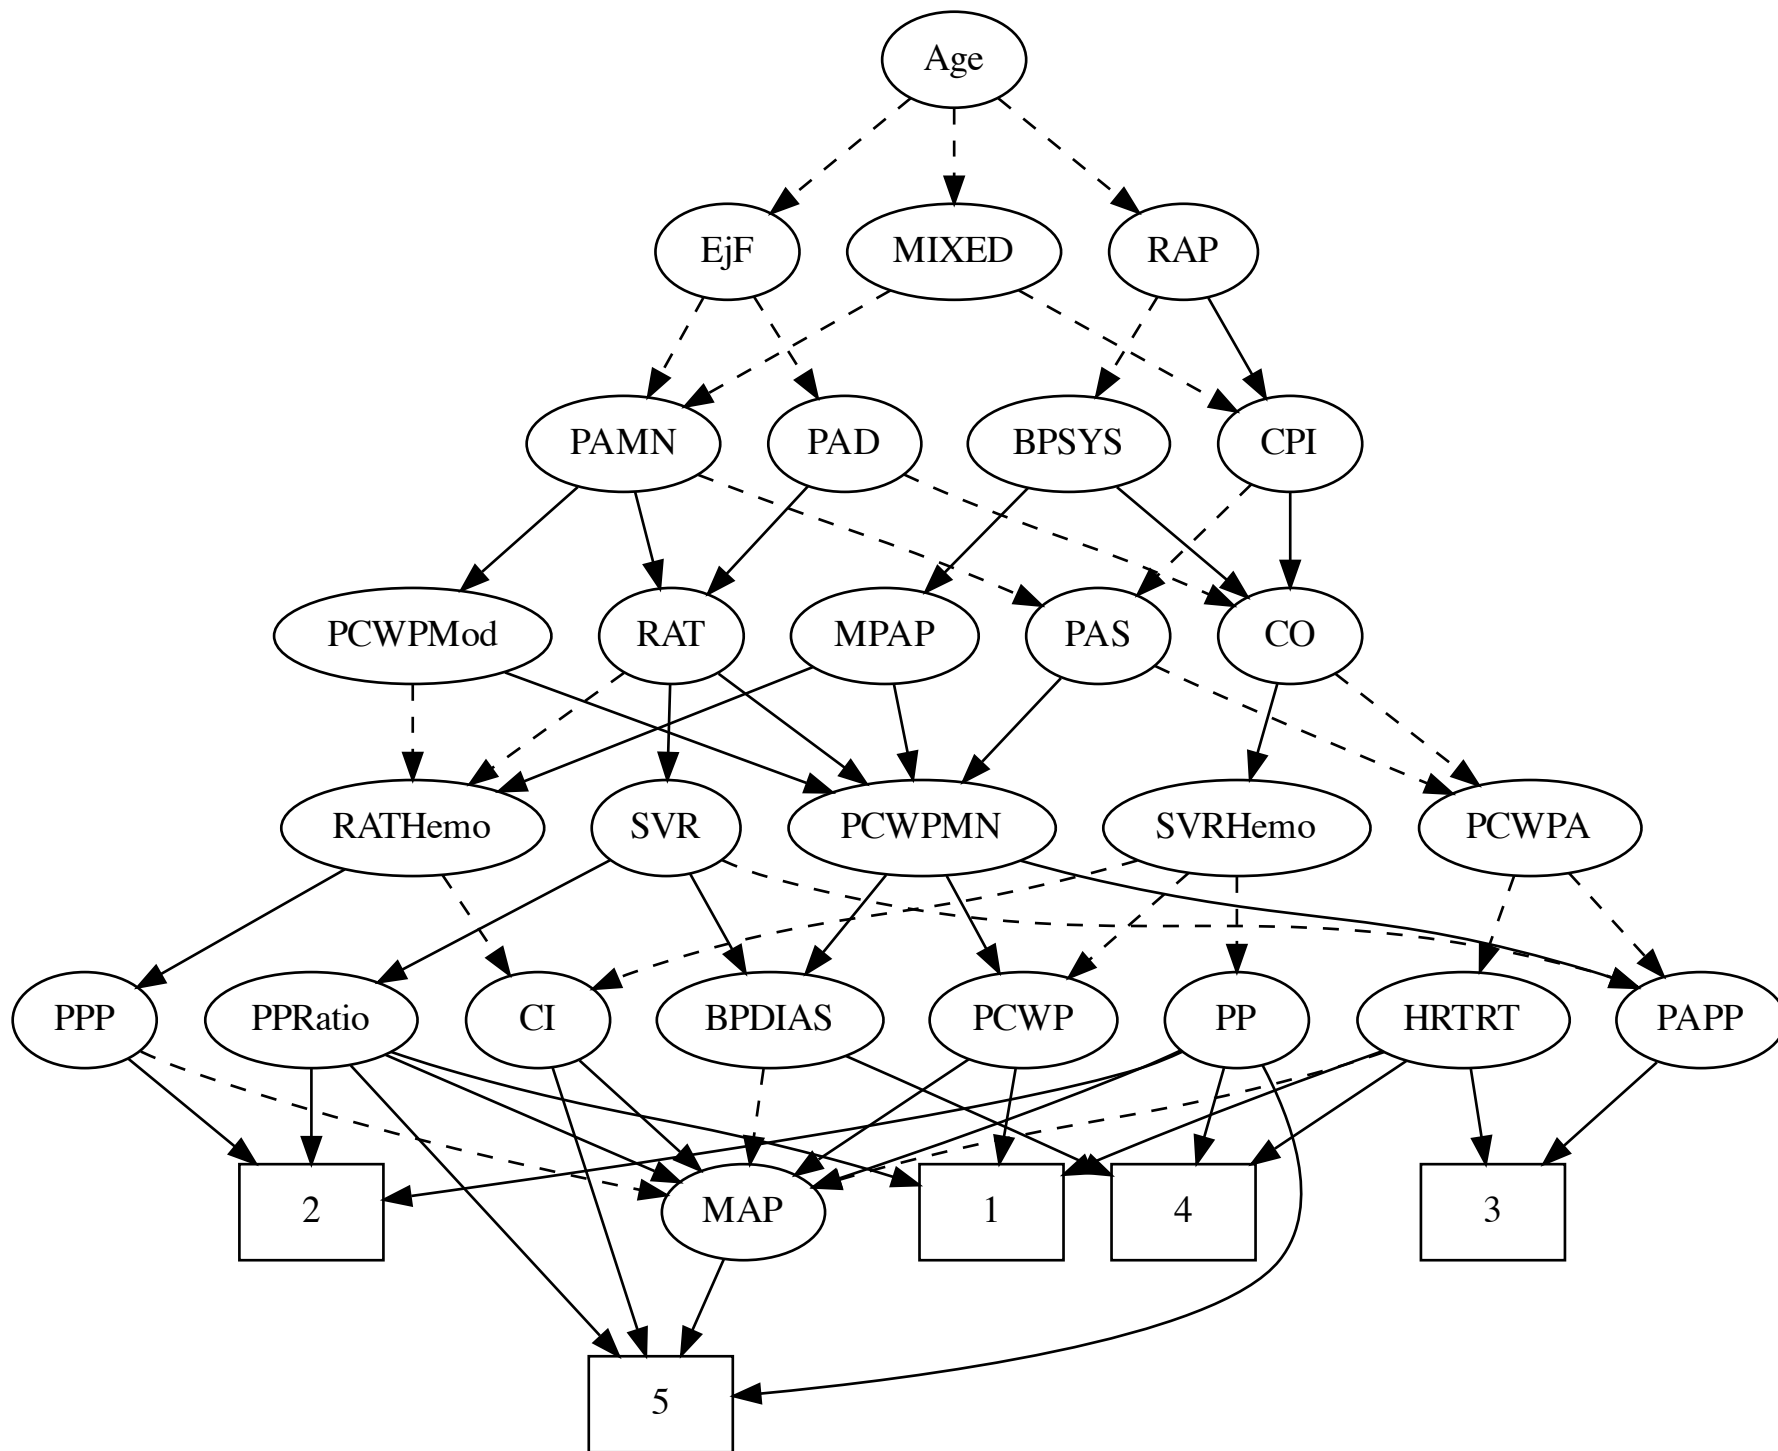 Age
EjF
MIXED
RAP
PAMN
PAD
BPSYS
CPI
PCWPMod
RAT
MPAP
PAS
CO
RATHemo
SVR
PCWPMN
SVRHemo
PCWPA
PPP
PPRatio
CI
BPDIAS
PCWP
PP
HRTRT
PAPP
2
MAP
1
4
3
5